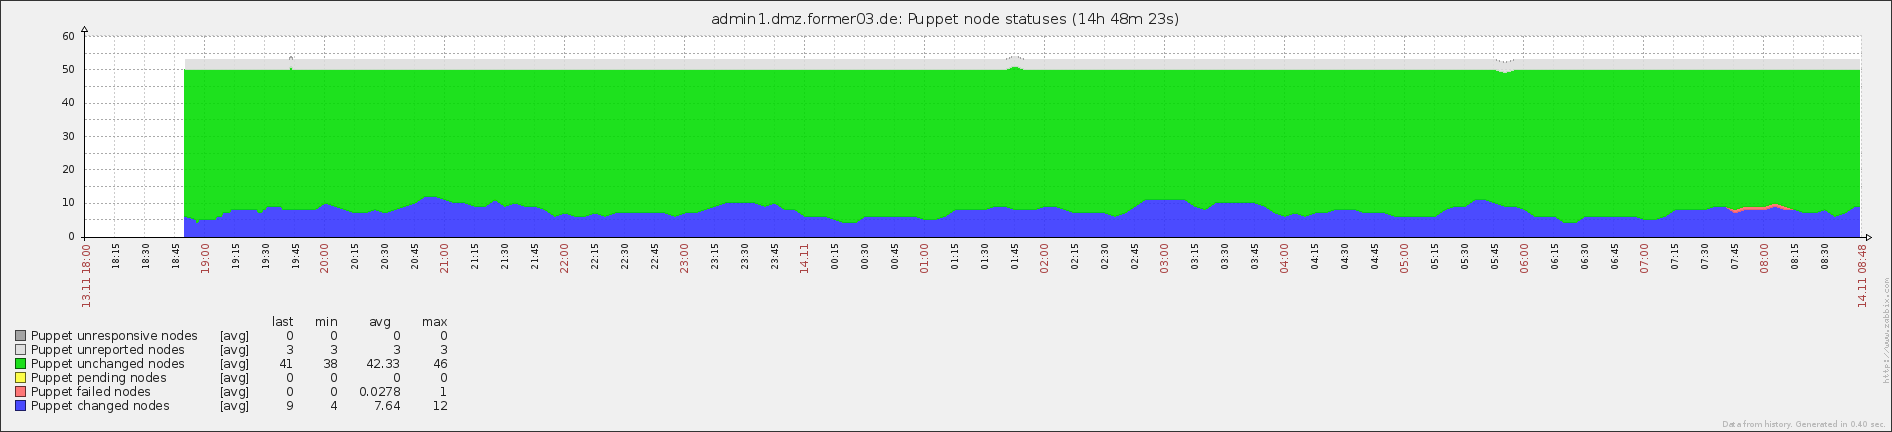 admin1.dmz.former03.de: Puppet node statuses (14h 48m 23s)
60
50
40
30
20
10
0
13.11 18:00 18:15 18:30 18:45 19:00 19:15 19:30 19:45 20:00 20:15 20:30 20:45 21:00 21:15 21:30 21:45 22:00 22:15 22:30 22:45 23:00 23:15 23:30 23:45 14.11 00:15 00:30 00:45 01:00 01:15 01:30 01:45 02:00 02:15 02:30 02:45 03:00 03:15 03:30 03:45 04:00 04:15 04:30 04:45 05:00 05:15 05:30 05:45 06:00 06:15 06:30 06:45 07:00 07:15 07:30 07:45 08:00 08:15 08:30 14.11 08:48
last min avg max
Puppet unresponsive nodes [avg] 0 0 0 0
Puppet unreported nodes [avg] 3 3 3 3
Puppet unchanged nodes [avg] 41 38 42.33 46
Puppet pending nodes [avg] 0 0 0 0
Puppet failed nodes [avg] 0 0 0.0278 1
Puppet changed nodes [avg] 9 4 7.64 12
http://www.zabbix.com
Data from history. Generated in 0.40 sec.